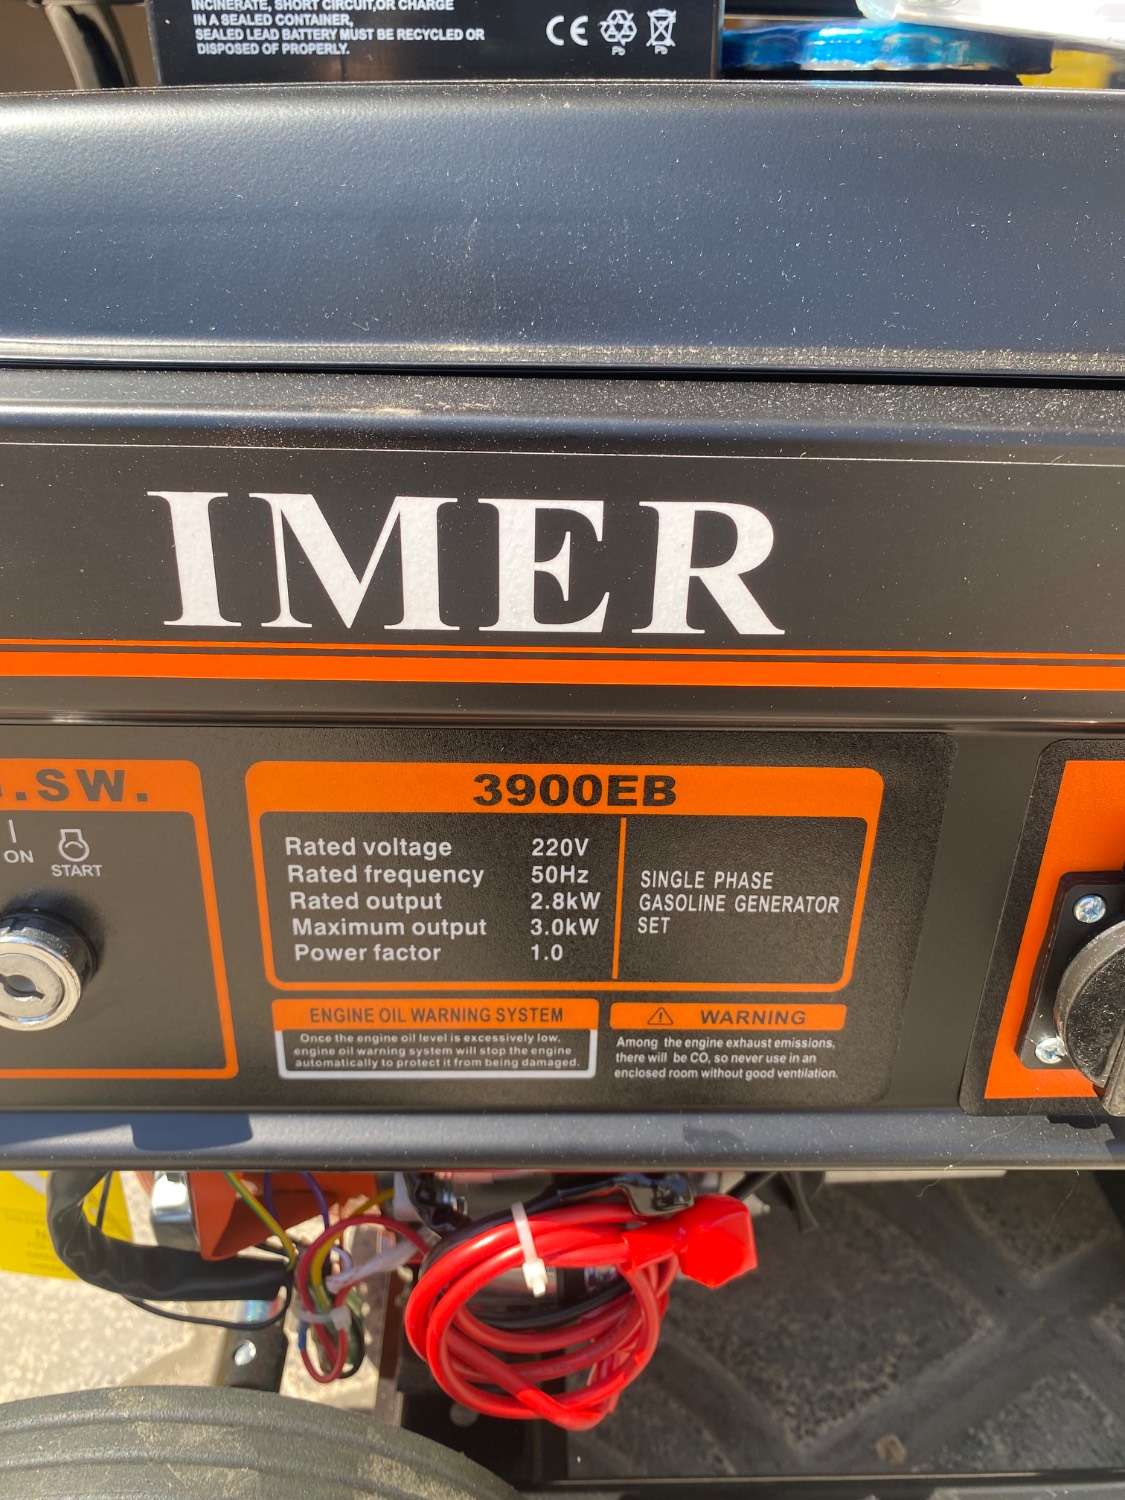 INCINERATE, SHORT CIRCUIT,OR CHARGE
IN A SEALED CONTAINER,
SEALED LEAD BATTERY MUST BE RECYCLED OR
DISPOSED OF PROPERLY.
CE
Pb Pb
IMER
.SW.
ON
START
3900EB
Rated voltage 220V
Rated frequency 50Hz
Rated output 2.8kW
Maximum output 3.0kW
Power factor 1.0
SINGLE PHASE
GASOLINE GENERATOR
SET
ENGINE OIL WARNING SYSTEM
Once the engine oil level is excessively low,
engine oil warning system will stop the engine
automatically to protect it from being damaged.
WARNING
Among the engine exhaust emissions,
there will be CO, so never use in an
enclosed room without good ventilation.